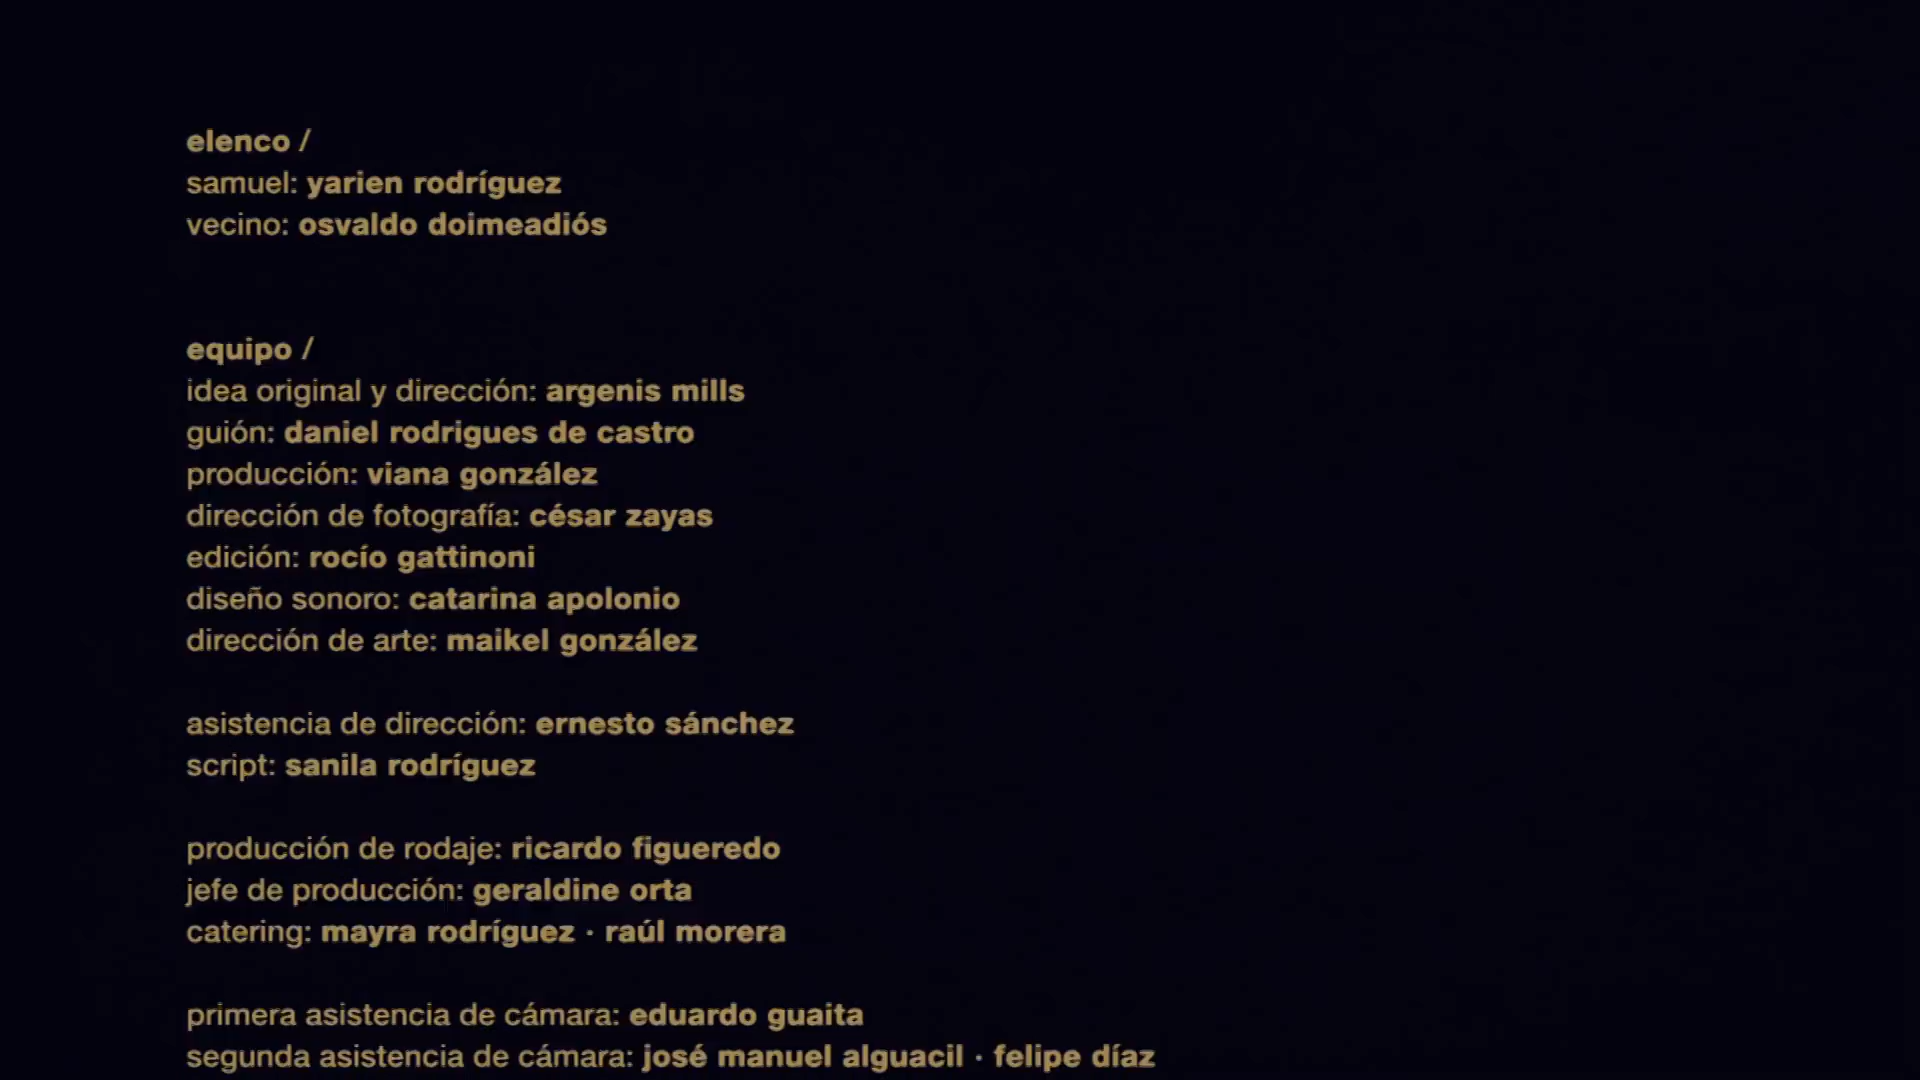 elenco /
samuel: yarien rodríguez
vecino: osvaldo doimeadiós
equipo /
idea original y dirección: argenis mills
guión: daniel rodrigues de castro
producción: viana gonzález
dirección de fotografía: césar zayas
edición: rocío gattinoni
diseño sonoro: catarina apolonio
dirección de arte: maikel gonzález
asistencia de dirección: ernesto sánchez
script: sanila rodríguez
producción de rodaje: ricardo figueredo
jefe de producción: geraldine orta
catering: mayra rodríguez · raúl morera
primera asistencia de cámara: eduardo guaita
segunda asistencia de cámara: josé manuel alguacil · felipe díaz